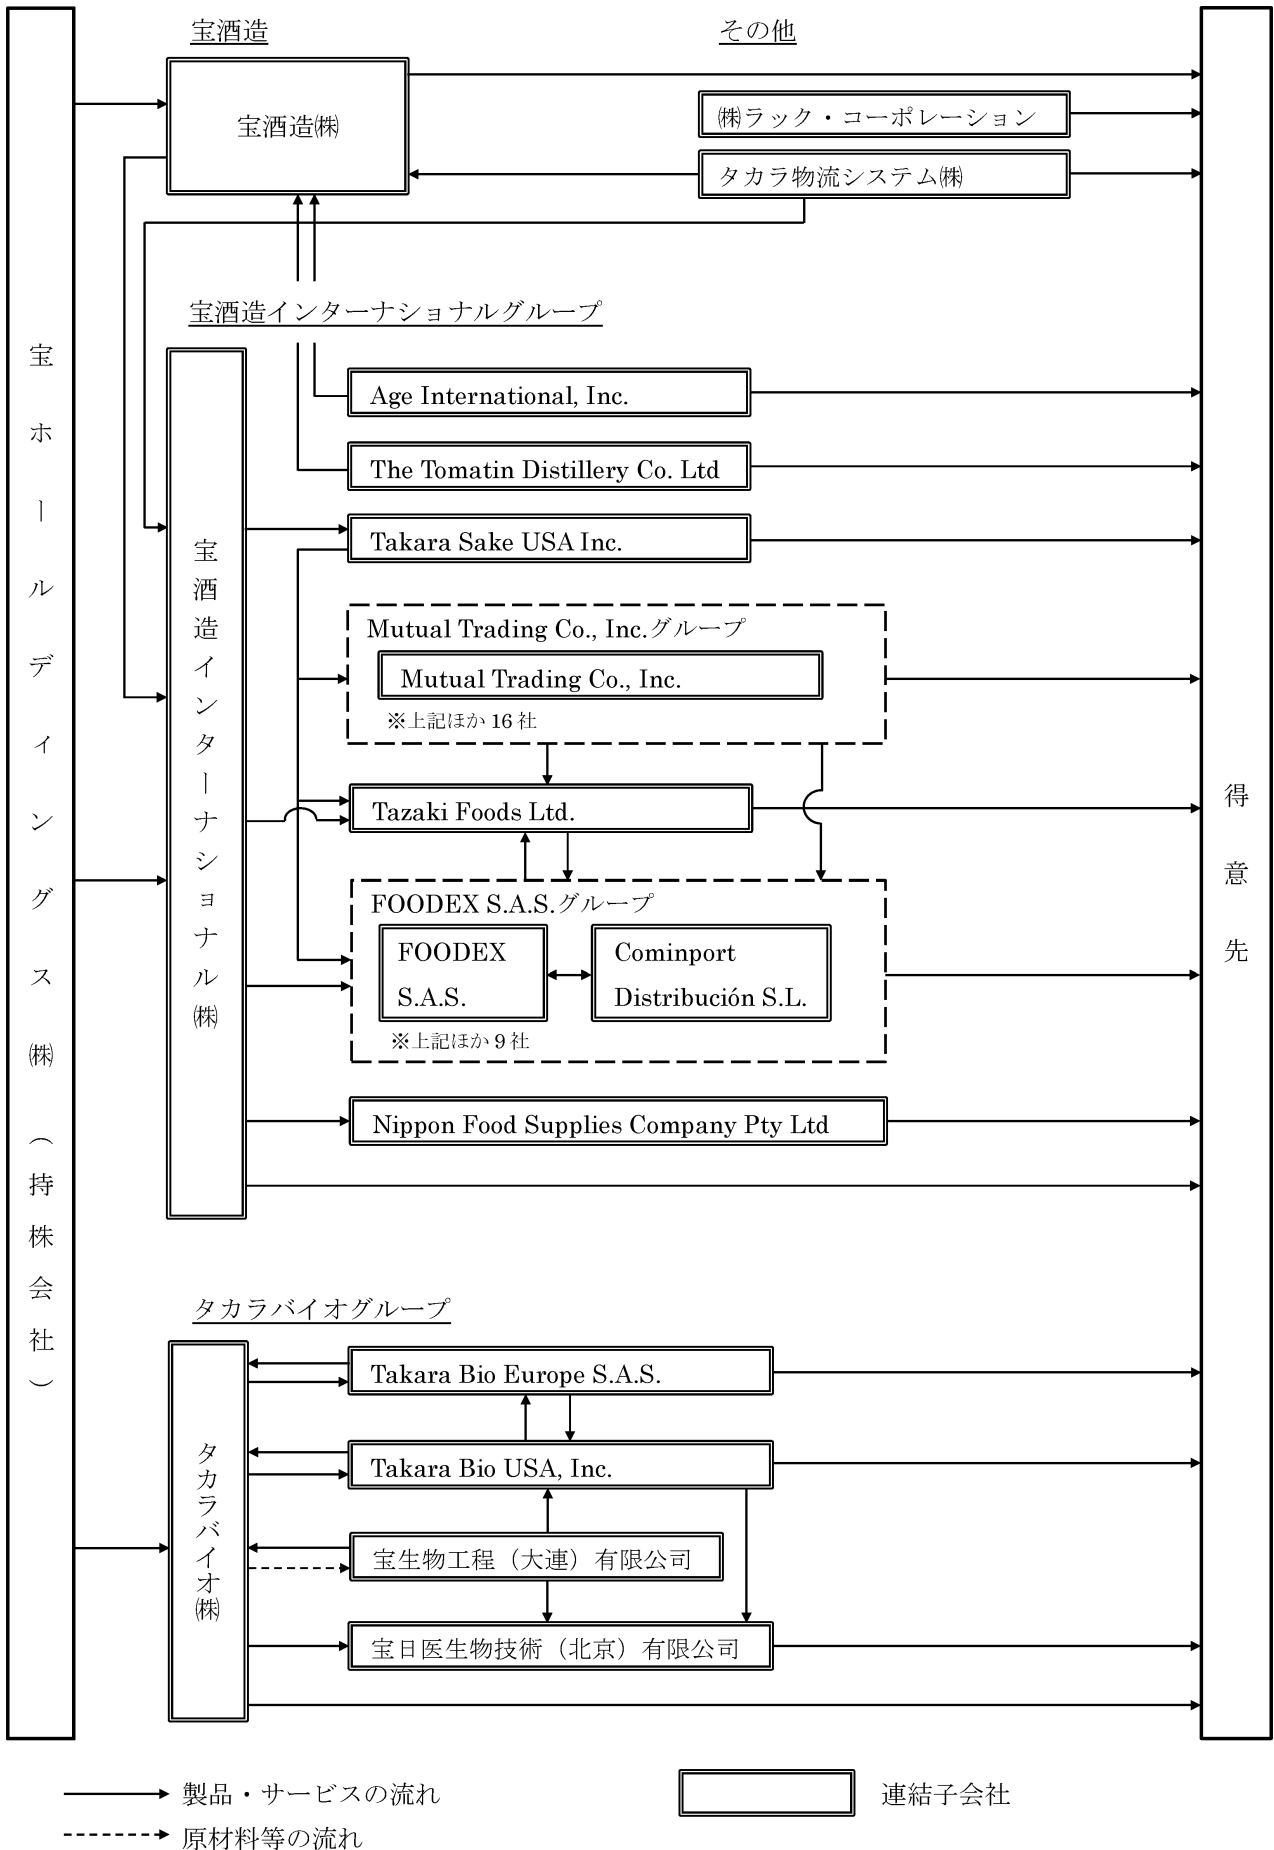 宝酒造
その他
宝酒造㈱
㈱ラック・コーポレーション
タカラ物流システム㈱
宝ホールディングス㈱（持株会社）
宝酒造インターナショナルグループ
宝酒造インターナショナル㈱
Age International, Inc.
The Tomatin Distillery Co. Ltd
Takara Sake USA Inc.
Mutual Trading Co., Inc.グループ
Mutual Trading Co., Inc.
※上記ほか 16 社
Tazaki Foods Ltd.
FOODEX S.A.S.グループ
FOODEX
S.A.S.
Cominport
Distribución S.L.
※上記ほか 9 社
Nippon Food Supplies Company Pty Ltd
得意先
タカラバイオグループ
タカラバイオ㈱
Takara Bio Europe S.A.S.
Takara Bio USA, Inc.
宝生物工程（大連）有限公司
宝日医生物技術（北京）有限公司
製品・サービスの流れ
連結子会社
原材料等の流れ